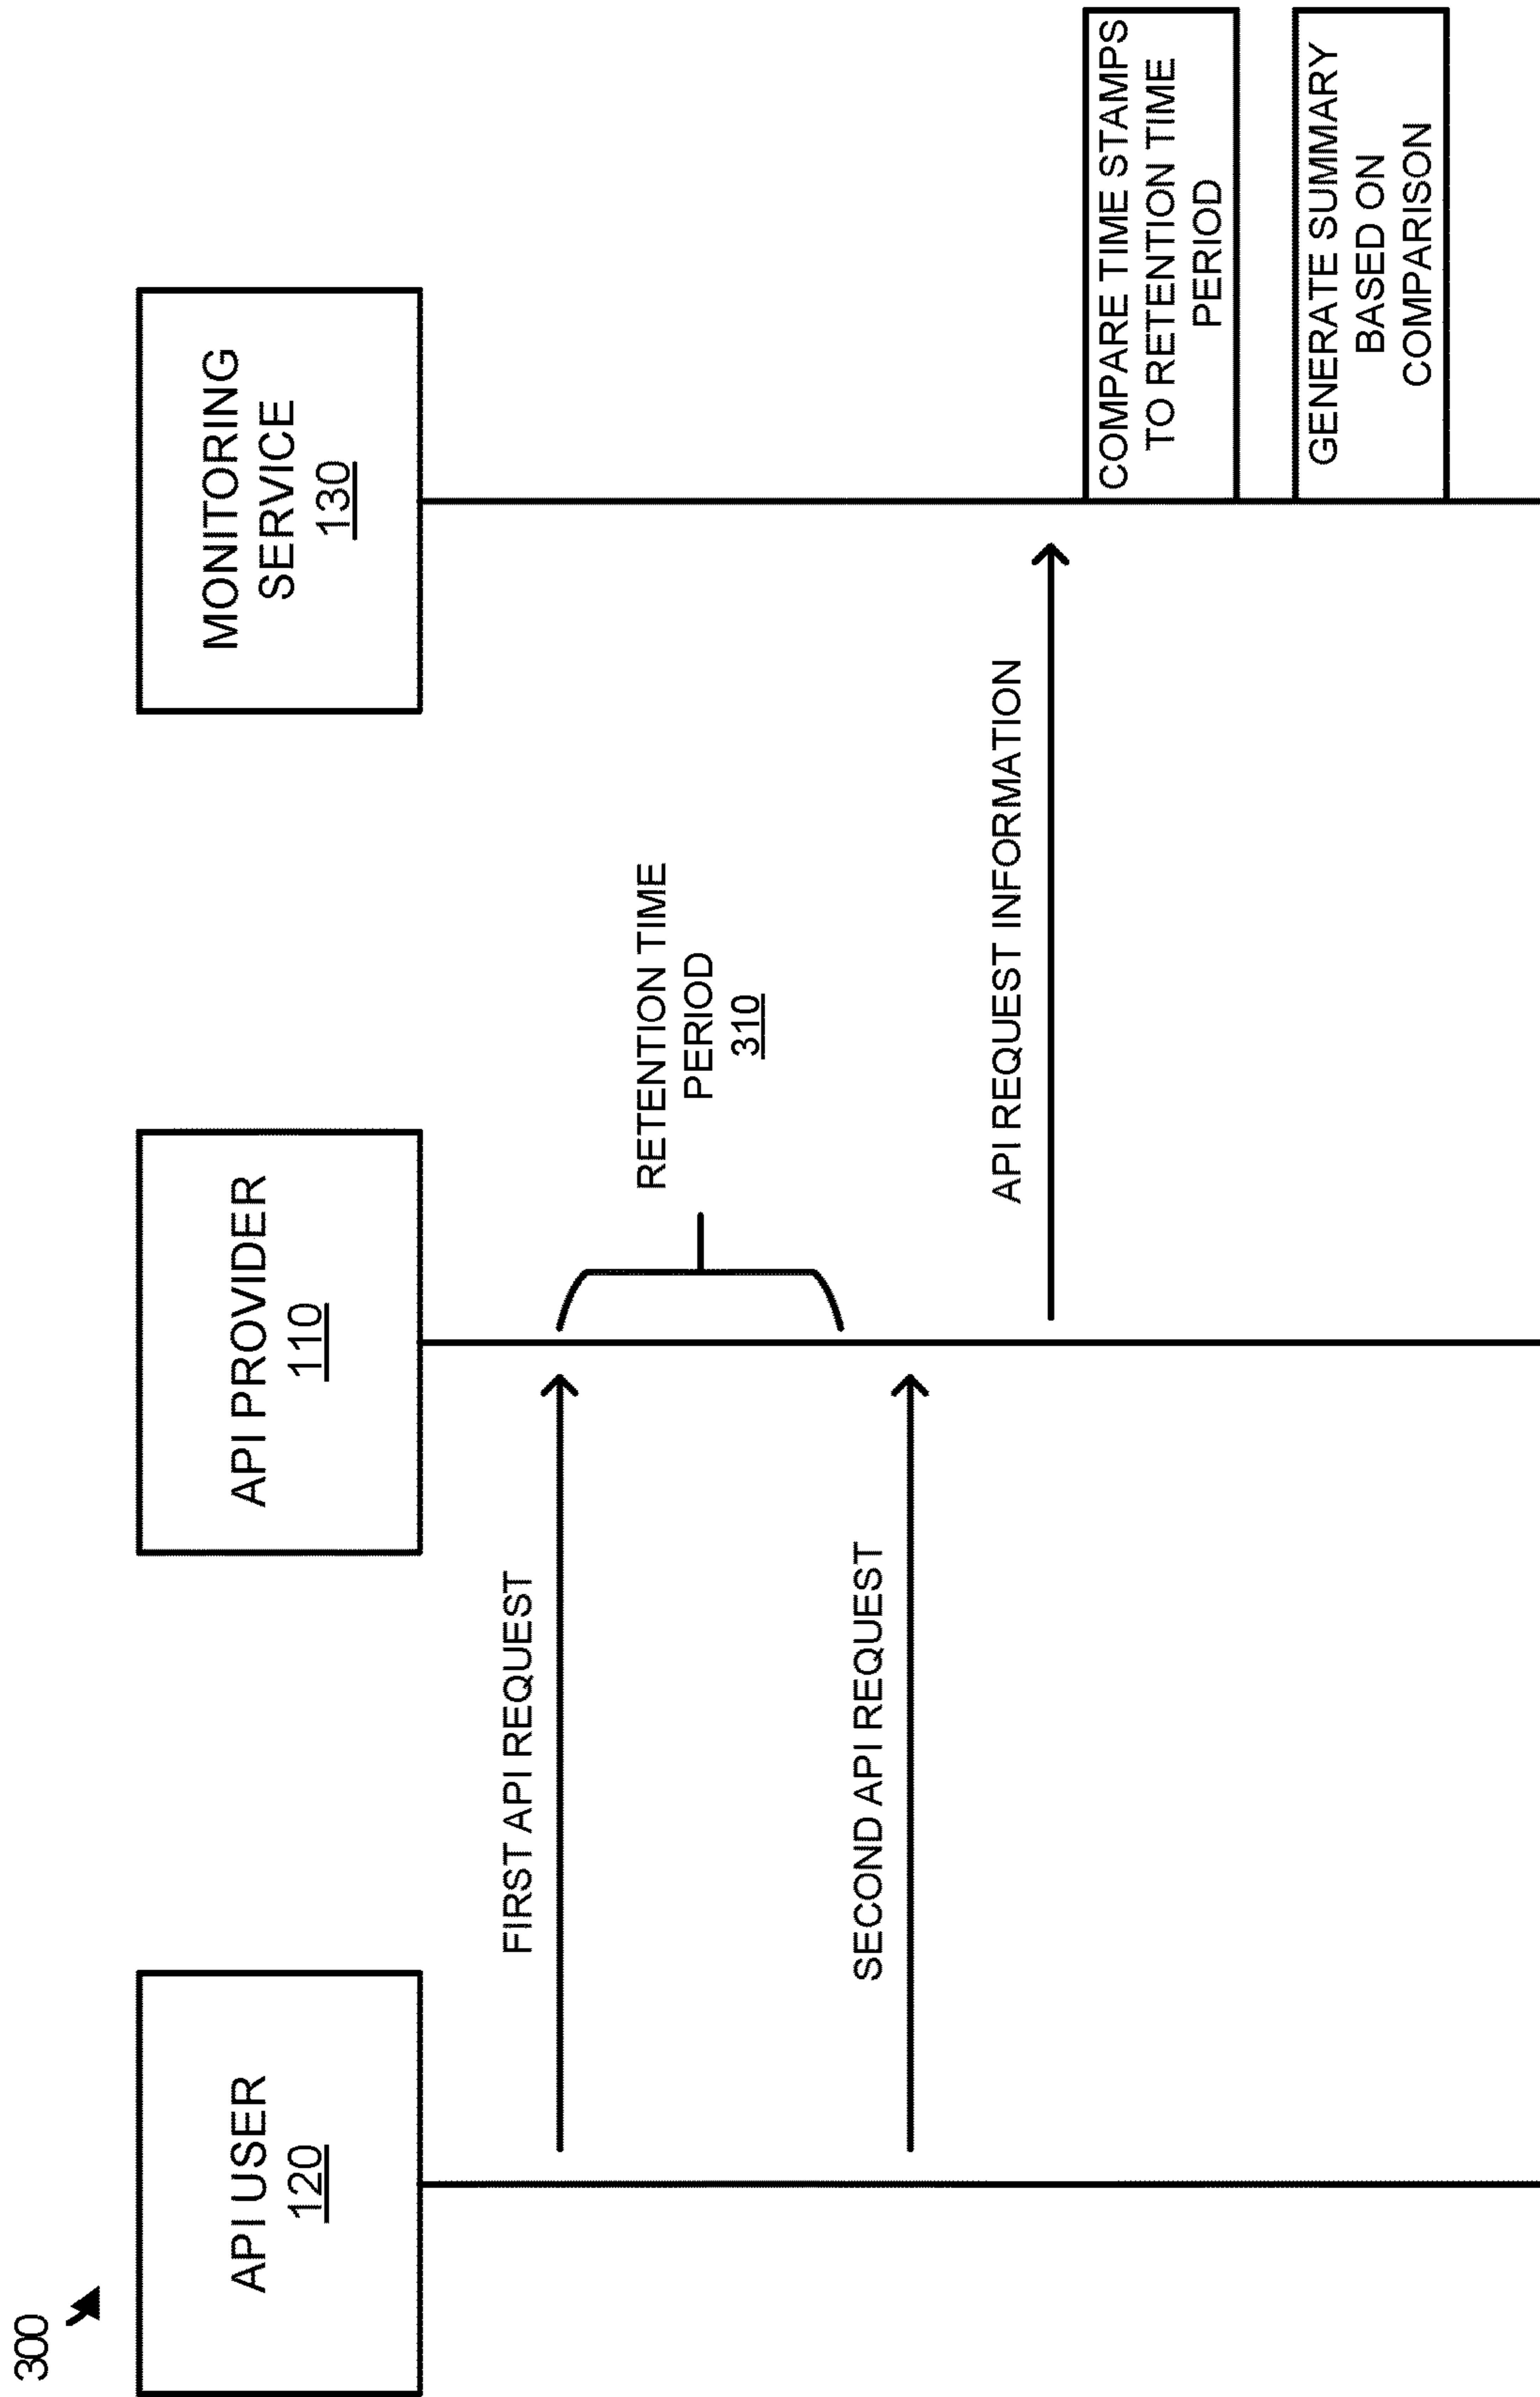 300
API USER
120
API PROVIDER
110
MONITORING
SERVICE
130
FIRST API REQUEST
RETENTION TIME
PERIOD
310
SECOND API REQUEST
API REQUEST INFORMATION
COMPARE TIME STAMPS
TO RETENTION TIME
PERIOD
GENERATE SUMMARY
BASED ON
COMPARISON